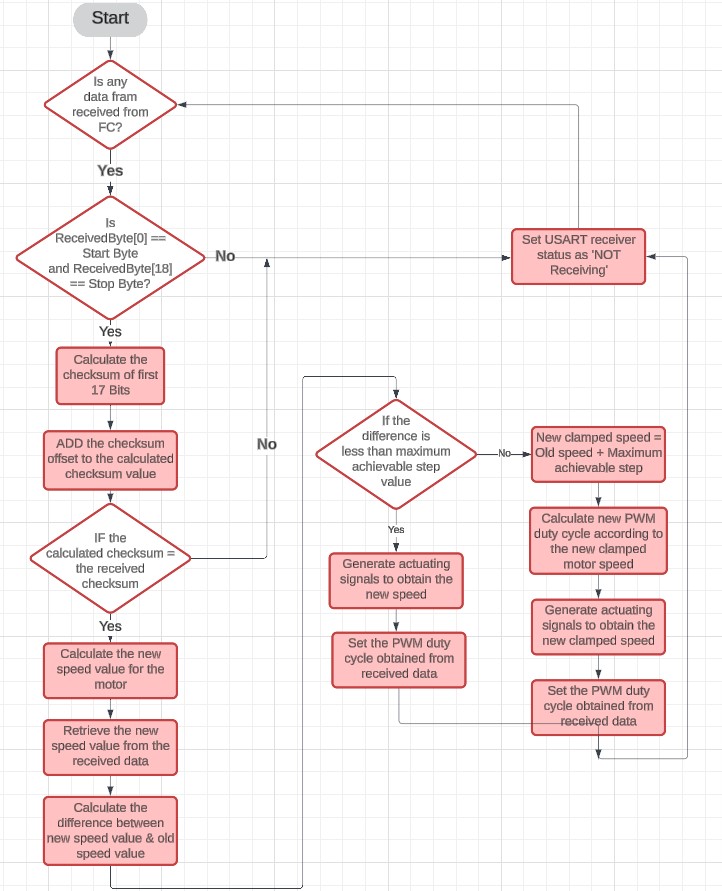 Start
Is any
data fram
received from
FC?
Yes
Is
ReceivedByte[0] ==
Start Byte
and ReceivedByte[18]
== Stop Byte?
No
Set USART receiver
status as 'NOT
Receiving'
Yes
Calculate the
checksum of first
17 Bits
ADD the checksum
offset to the calculated
checksum value
IF the
calculated checksum =
the received
checksum
No
Yes
Calculate the new
speed value for the
motor
Retrieve the new
speed value from the
received data
Calculate the
difference between
new speed value & old
speed value
If the
difference is
less than maximum
achievable step
value
No
Yes
Generate actuating
signals to obtain the
new speed
Set the PWM duty
cycle obtained from
received data
New clamped speed =
Old speed + Maximum
achievable step
Calculate new PWM
duty cycle according to
the new clamped
motor speed
Generate actuating
signals to obtain the
new clamped speed
Set the PWM duty
cycle obtained from
received data